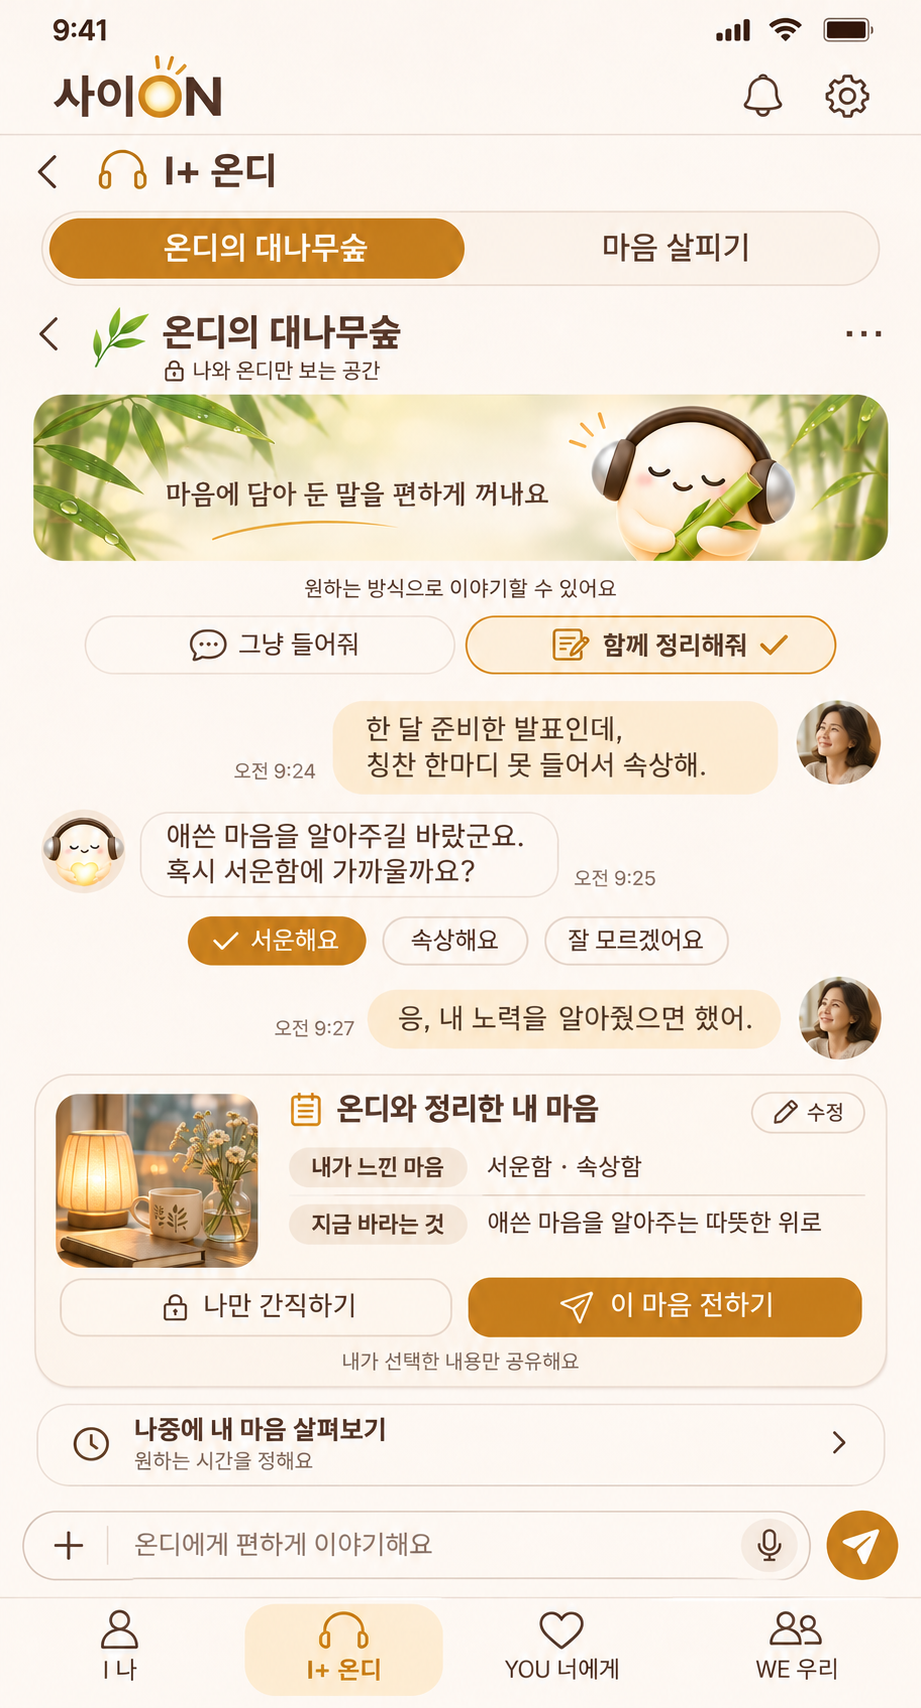 9:41
사이ON
I+ 온디
온디의 대나무숲
마음 살피기
온디의 대나무숲
나와 온디만 보는 공간
마음에 담아 둔 말을 편하게 꺼내요
원하는 방식으로 이야기할 수 있어요
그냥 들어줘
함께 정리해줘
한 달 준비한 발표인데,
칭찬 한마디 못 들어서 속상해.
오전 9:24
애쓴 마음을 알아주길 바랐군요.
혹시 서운함에 가까울까요?
오전 9:25
서운해요
속상해요
잘 모르겠어요
오전 9:27
응, 내 노력을 알아줬으면 했어.
온디와 정리한 내 마음
수정
내가 느낀 마음
서운함 · 속상함
지금 바라는 것
애쓴 마음을 알아주는 따뜻한 위로
나만 간직하기
이 마음 전하기
내가 선택한 내용만 공유해요
나중에 내 마음 살펴보기
원하는 시간을 정해요
온디에게 편하게 이야기해요
I 나
I+ 온디
YOU 너에게
WE 우리